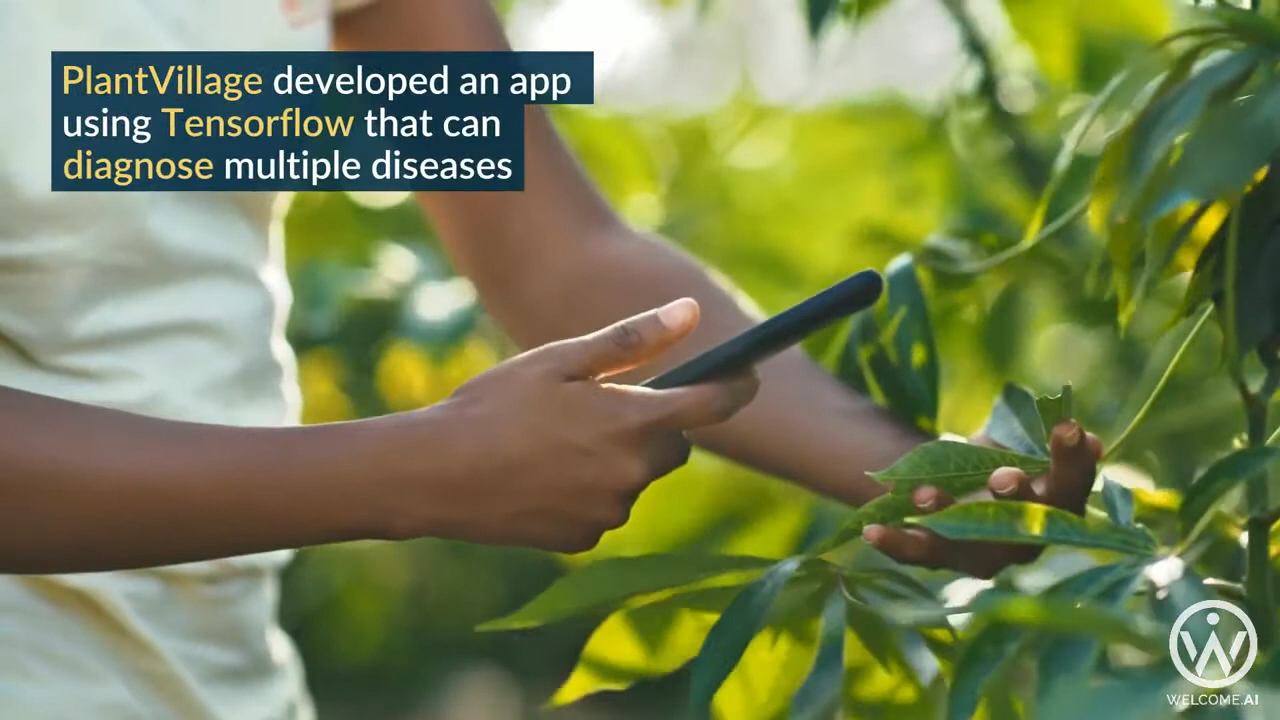 PlantVillage developed an app
using Tensorflow that can
diagnose multiple diseases
WELCOME.AI